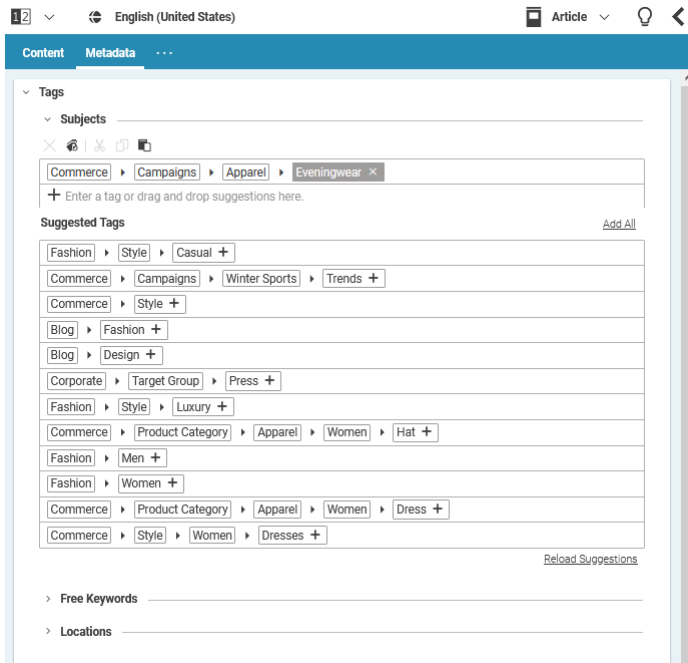 12 English (United States) Article
Content Metadata ...
Tags
Subjects
Commerce Campaigns Apparel Eveningwear ×
+ Enter a tag or drag and drop suggestions here.
Suggested Tags Add All
Fashion Style Casual +
Commerce Campaigns Winter Sports Trends +
Commerce Style +
Blog Fashion +
Blog Design +
Corporate Target Group Press +
Fashion Style Luxury +
Commerce Product Category Apparel Women Hat +
Fashion Men +
Fashion Women +
Commerce Product Category Apparel Women Dress +
Commerce Style Women Dresses +
Reload Suggestions
Free Keywords
Locations